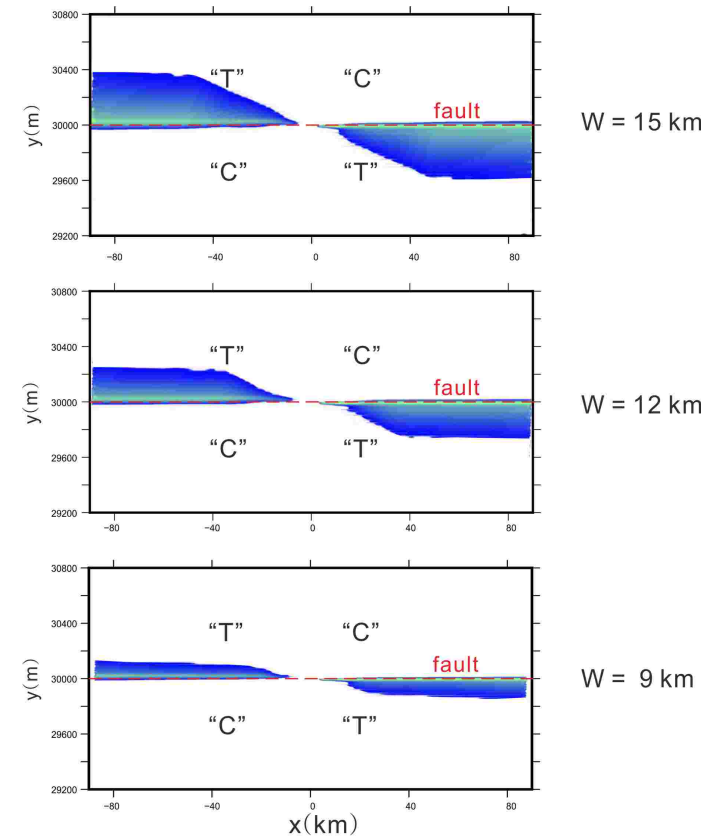 30800
30400
30000
29600
29200
y(m)
“T”
“C”
fault
“C”
“T”
−80
−40
0
40
80
W = 15 km
30800
30400
30000
29600
29200
y(m)
“T”
“C”
fault
“C”
“T”
−80
−40
0
40
80
W = 12 km
30800
30400
30000
29600
29200
y(m)
“T”
“C”
fault
“C”
“T”
−80
−40
0
40
80
x(km)
W = 9 km